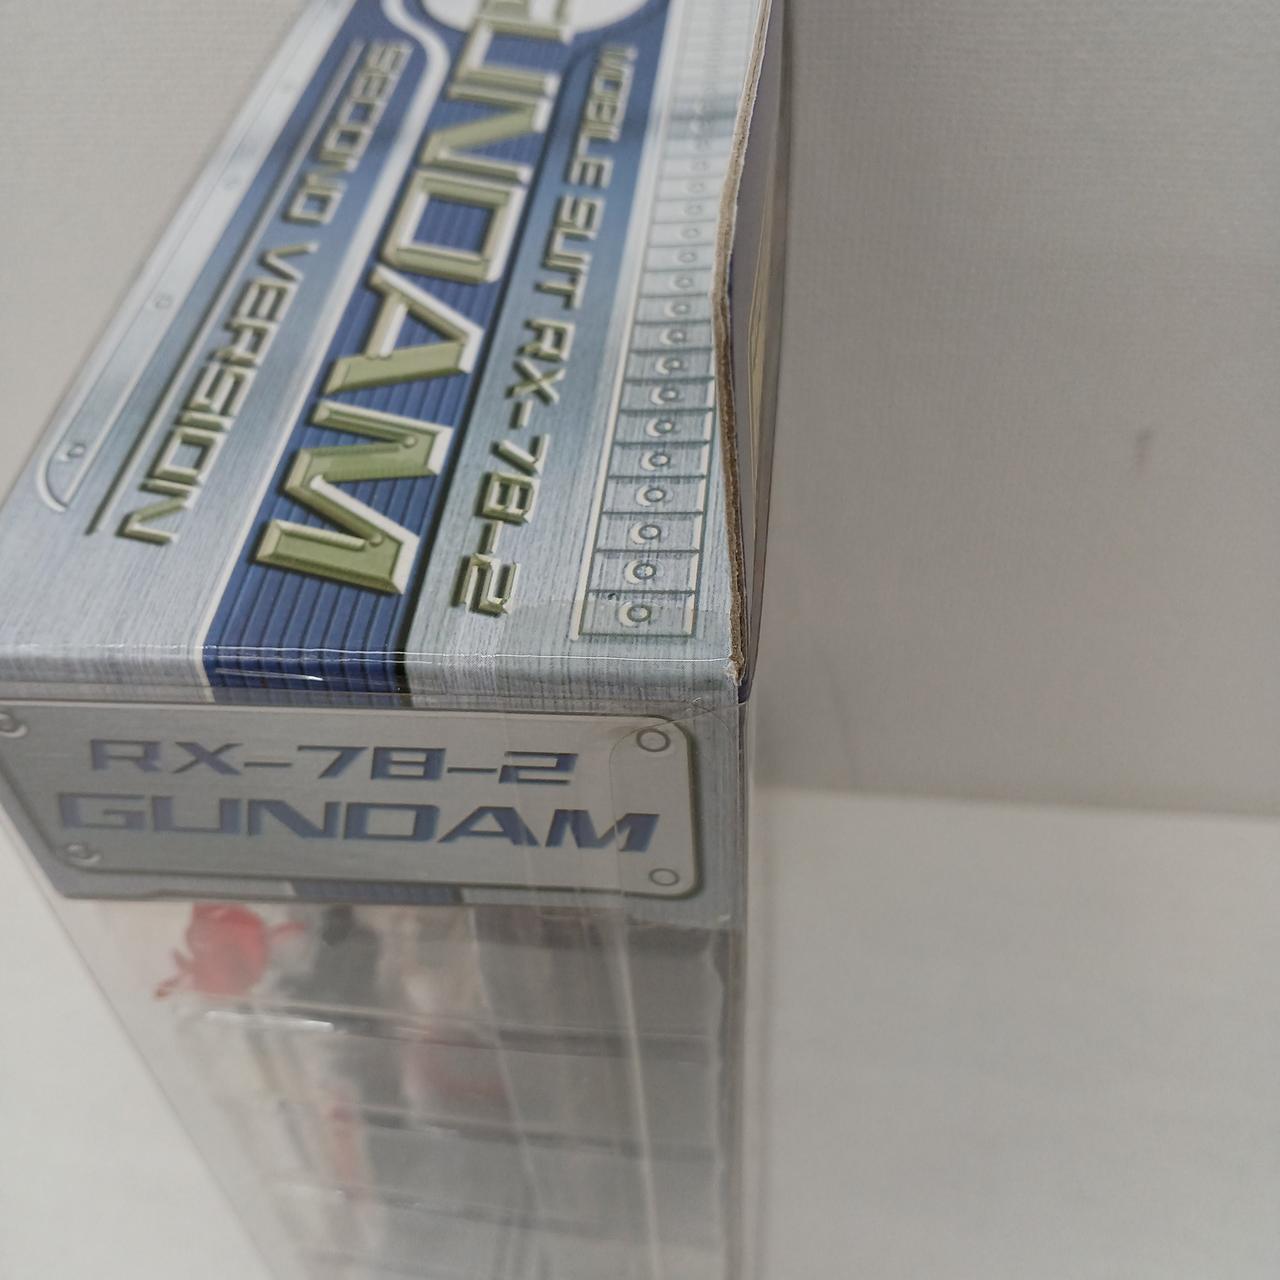 MOBILE SUIT RX-78-2
GUNDAM
SECOND VERSION
RX-78-2
GUNDAM